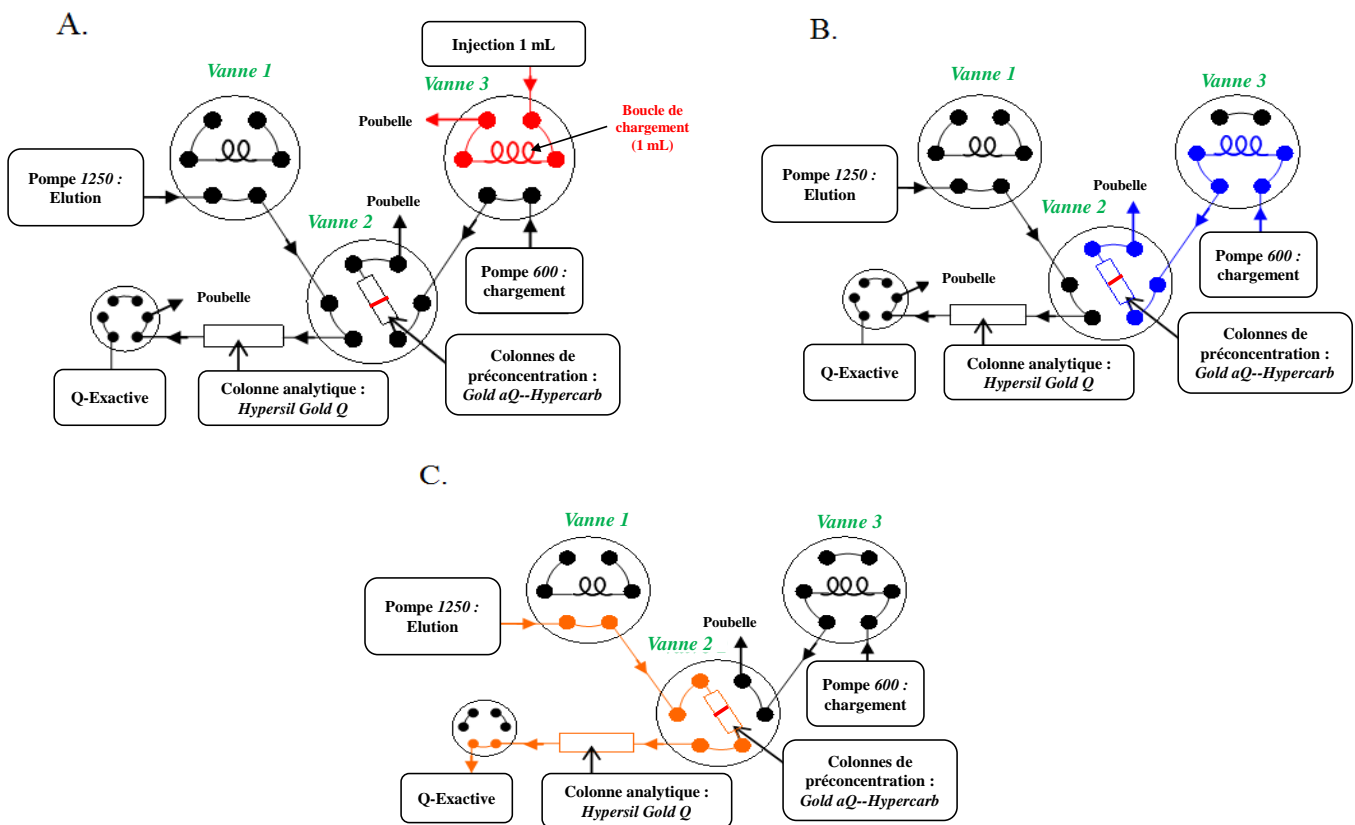 A.
Injection 1 mL
Vanne 1
Vanne 3
Poubelle
Boucle de
chargement
(1 mL)
Pompe 1250 :
Elution
Vanne 2
Poubelle
Pompe 600 :
chargement
Poubelle
Q-Exactive
Colonne analytique :
Hypersil Gold Q
Colonnes de
préconcentration :
Gold aQ--Hypercarb
B.
Vanne 1
Vanne 3
Pompe 1250 :
Elution
Poubelle
Vanne 2
Pompe 600 :
chargement
Poubelle
Q-Exactive
Colonne analytique :
Hypersil Gold Q
Colonnes de
préconcentration :
Gold aQ--Hypercarb
C.
Vanne 1
Vanne 3
Pompe 1250 :
Elution
Poubelle
Vanne 2
Pompe 600 :
chargement
Q-Exactive
Colonne analytique :
Hypersil Gold Q
Colonnes de
préconcentration :
Gold aQ--Hypercarb